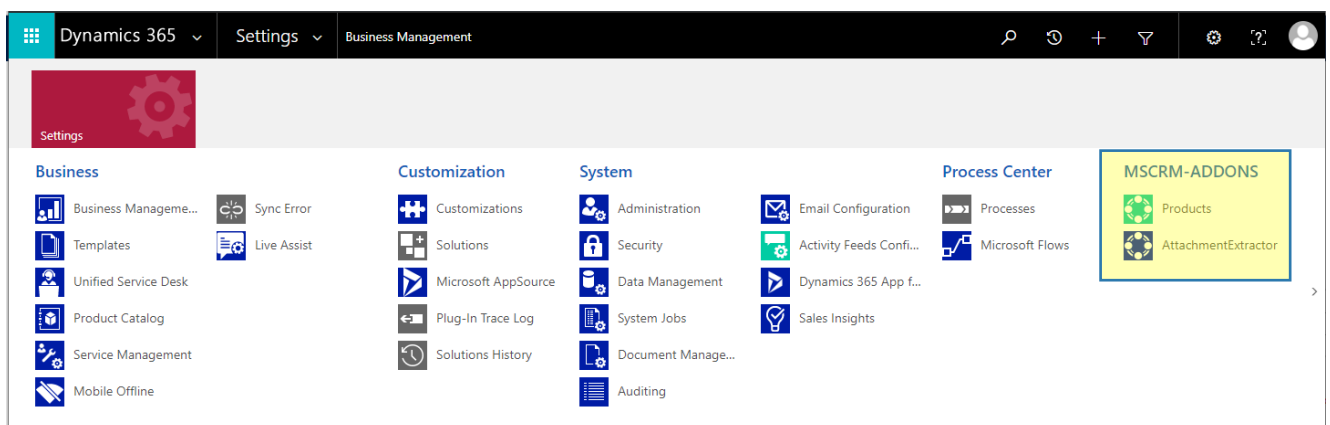 Dynamics 365 Settings Business Management
Settings
Business
Business Manageme...
Templates
Unified Service Desk
Product Catalog
Service Management
Mobile Offline
Sync Error
Live Assist
Customization
Customizations
Solutions
Microsoft AppSource
Plug-In Trace Log
Solutions History
System
Administration
Security
Data Management
System Jobs
Document Manage...
Auditing
Email Configuration
Activity Feeds Confi...
Dynamics 365 App f...
Sales Insights
Process Center
Processes
Microsoft Flows
MSCRM-ADDONS
Products
AttachmentExtractor